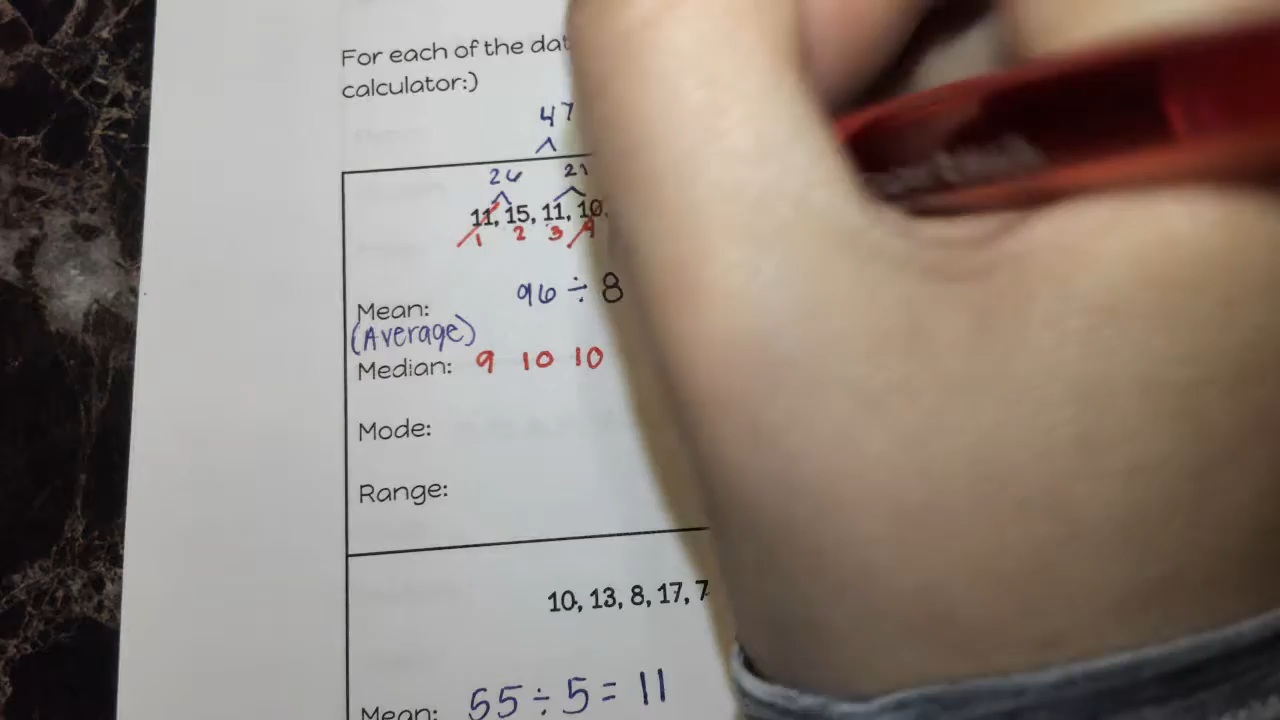 For each of the dat
calculator:)
47
26 21
11, 15, 11, 10,
1 2 3 4
96 ÷ 8
Mean:
(Average)
Median: 9 10 10
Mode:
Range:
10, 13, 8, 17, 7
Mean: 55 ÷ 5 = 11